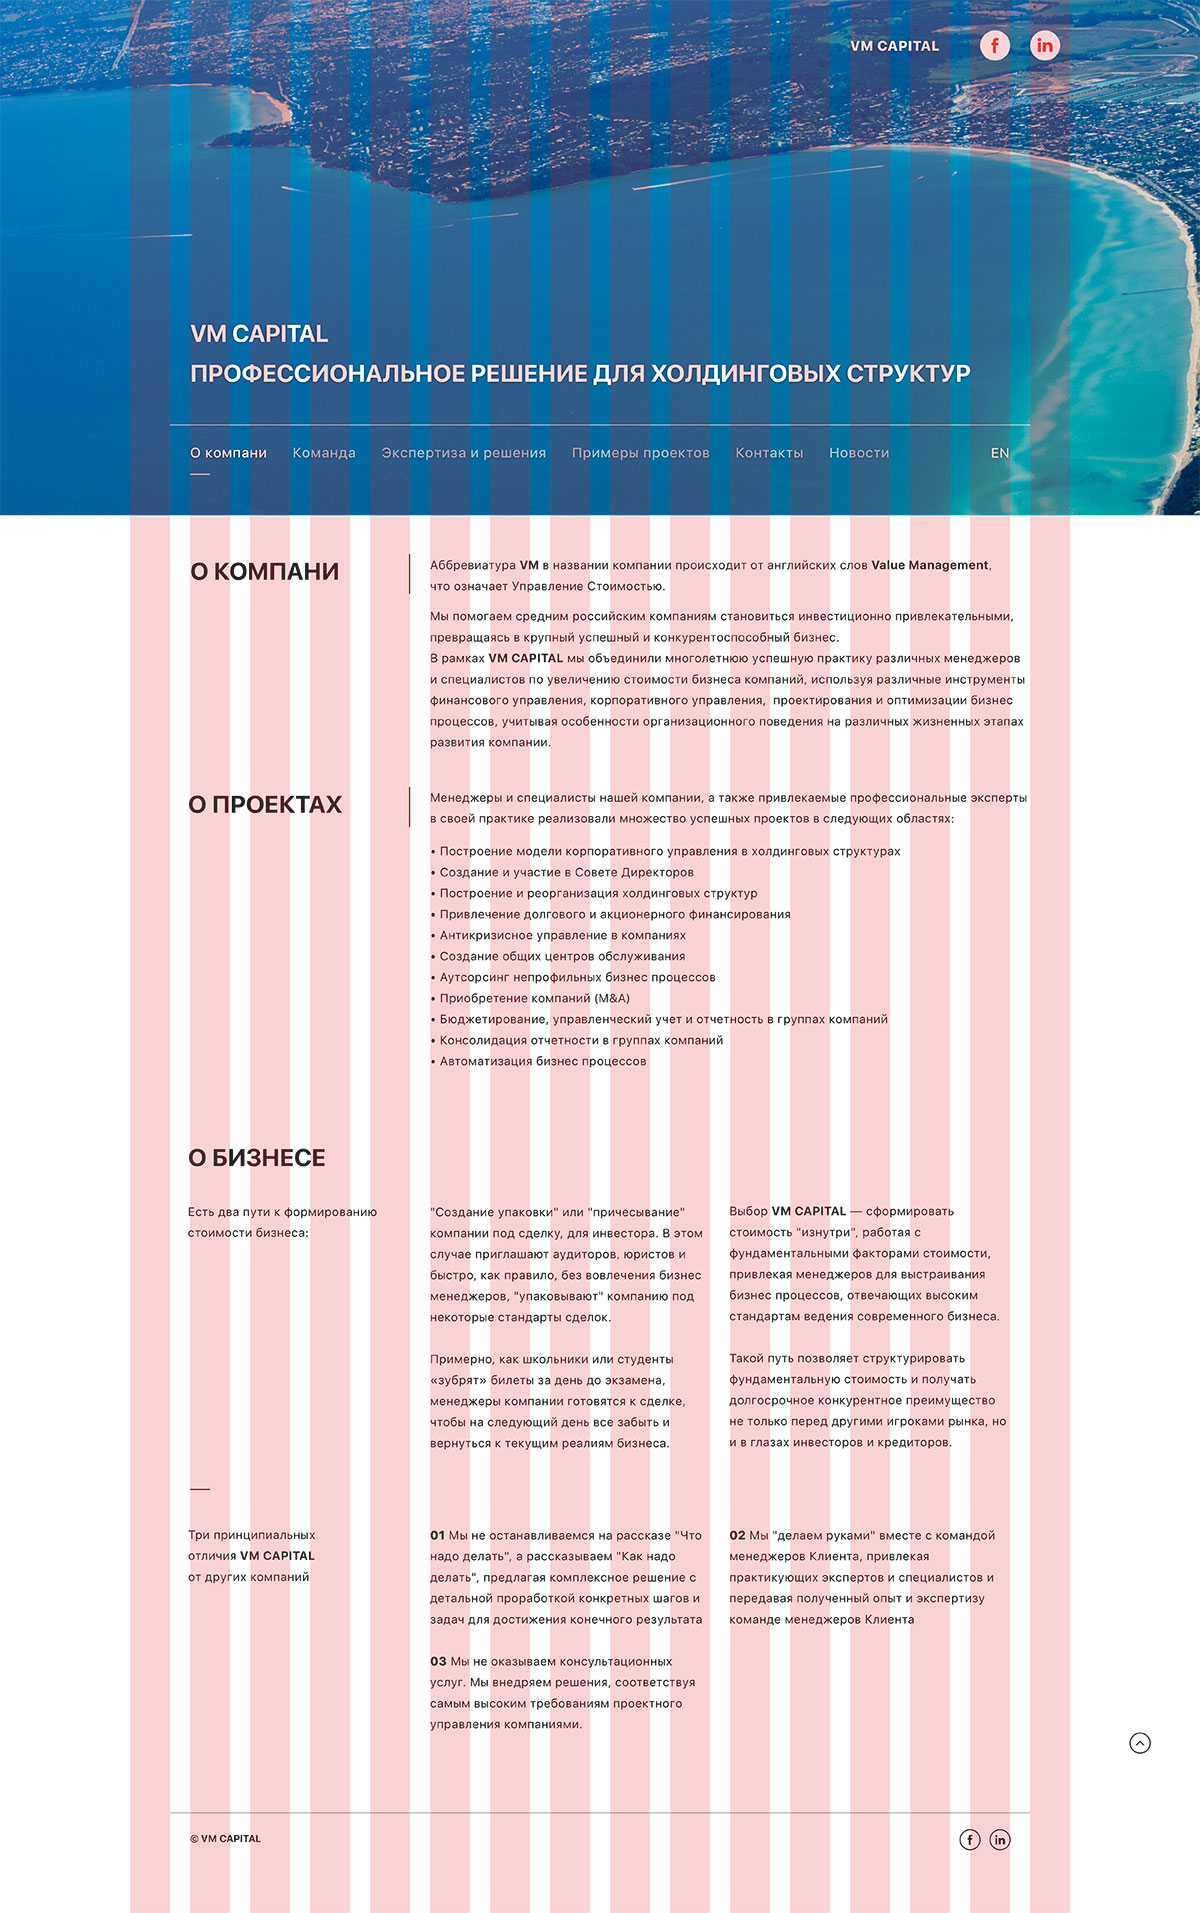 VM CAPITAL
f in
VM CAPITAL
ПРОФЕССИОНАЛЬНОЕ РЕШЕНИЕ ДЛЯ ХОЛДИНГОВЫХ СТРУКТУР
О компани Команда Экспертиза и решения Примеры проектов Контакты Новости EN
О КОМПАНИ
Аббревиатура VM в названии компании происходит от английских слов Value Management,
что означает Управление Стоимостью.
Мы помогаем средним российским компаниям становиться инвестиционно привлекательными,
превращаясь в крупный успешный и конкурентоспособный бизнес.
В рамках VM CAPITAL мы объединили многолетнюю успешную практику различных менеджеров
и специалистов по увеличению стоимости бизнеса компаний, используя различные инструменты
финансового управления, корпоративного управления, проектирования и оптимизации бизнес
процессов, учитывая особенности организационного поведения на различных жизненных этапах
развития компании.
О ПРОЕКТАХ
Менеджеры и специалисты нашей компании, а также привлекаемые профессиональные эксперты
в своей практике реализовали множество успешных проектов в следующих областях:
• Построение модели корпоративного управления в холдинговых структурах
• Создание и участие в Совете Директоров
• Построение и реорганизация холдинговых структур
• Привлечение долгового и акционерного финансирования
• Антикризисное управление в компаниях
• Создание общих центров обслуживания
• Аутсорсинг непрофильных бизнес процессов
• Приобретение компаний (M&A)
• Бюджетирование, управленческий учет и отчетность в группах компаний
• Консолидация отчетности в группах компаний
• Автоматизация бизнес процессов
О БИЗНЕСЕ
Есть два пути к формированию
стоимости бизнеса:
"Создание упаковки" или "причесывание"
компании под сделку, для инвестора. В этом
случае приглашают аудиторов, юристов и
быстро, как правило, без вовлечения бизнес
менеджеров, "упаковывают" компанию под
некоторые стандарты сделок.
Примерно, как школьники или студенты
«зубрят» билеты за день до экзамена,
менеджеры компании готовятся к сделке,
чтобы на следующий день все забыть и
вернуться к текущим реалиям бизнеса.
Выбор VM CAPITAL — сформировать
стоимость "изнутри", работая с
фундаментальными факторами стоимости,
привлекая менеджеров для выстраивания
бизнес процессов, отвечающих высоким
стандартам ведения современного бизнеса.
Такой путь позволяет структурировать
фундаментальную стоимость и получать
долгосрочное конкурентное преимущество
не только перед другими игроками рынка, но
и в глазах инвесторов и кредиторов.
Три принципиальных
отличия VM CAPITAL
от других компаний
01 Мы не останавливаемся на рассказе "Что
надо делать", а рассказываем "Как надо
делать", предлагая комплексное решение с
детальной проработкой конкретных шагов и
задач для достижения конечного результата
02 Мы "делаем руками" вместе с командой
менеджеров Клиента, привлекая
практикующих экспертов и специалистов и
передавая полученный опыт и экспертизу
команде менеджеров Клиента
03 Мы не оказываем консультационных
услуг. Мы внедряем решения, соответствуя
самым высоким требованиям проектного
управления компаниями.
© VM CAPITAL
f in